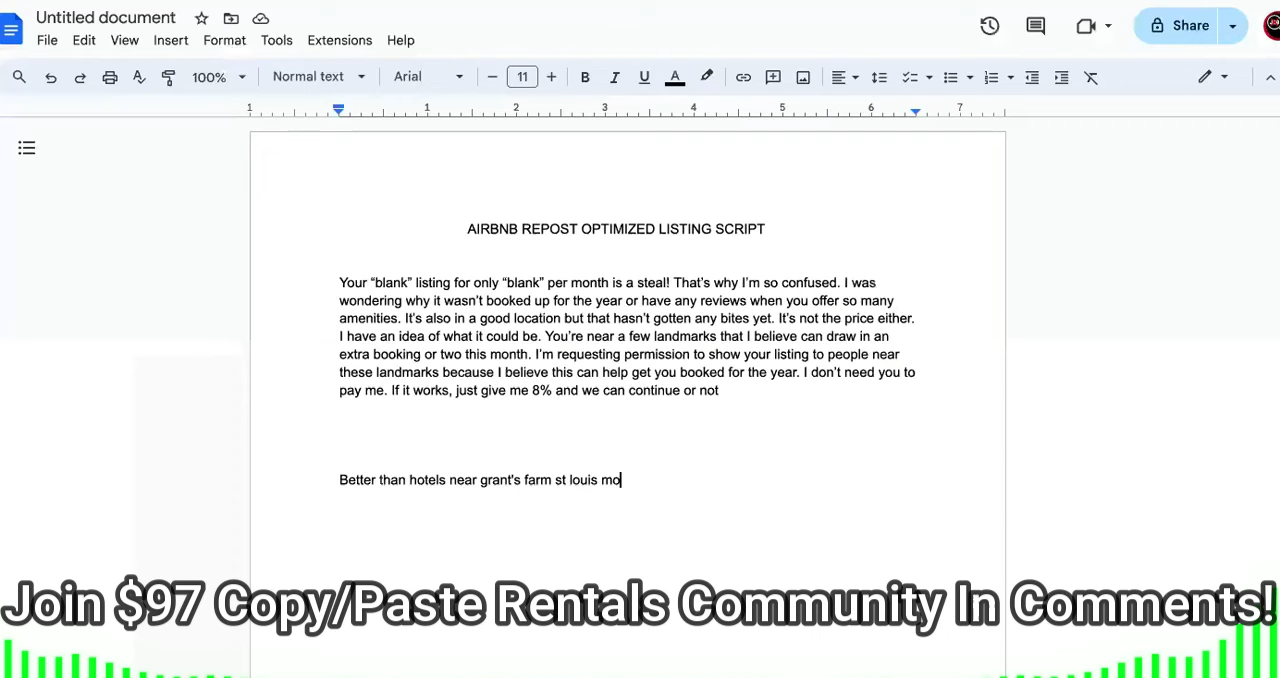 Untitled document
File Edit View Insert Format Tools Extensions Help
Share
100% Normal text Arial 11 B I U A
1 1 2 3 4 5 6 7
AIRBNB REPOST OPTIMIZED LISTING SCRIPT
Your “blank” listing for only “blank” per month is a steal! That’s why I’m so confused. I was
wondering why it wasn’t booked up for the year or have any reviews when you offer so many
amenities. It’s also in a good location but that hasn’t gotten any bites yet. It’s not the price either.
I have an idea of what it could be. You’re near a few landmarks that I believe can draw in an
extra booking or two this month. I’m requesting permission to show your listing to people near
these landmarks because I believe this can help get you booked for the year. I don’t need you to
pay me. If it works, just give me 8% and we can continue or not
Better than hotels near grant's farm st louis mo
Join $97 Copy/Paste Rentals Community In Comments!